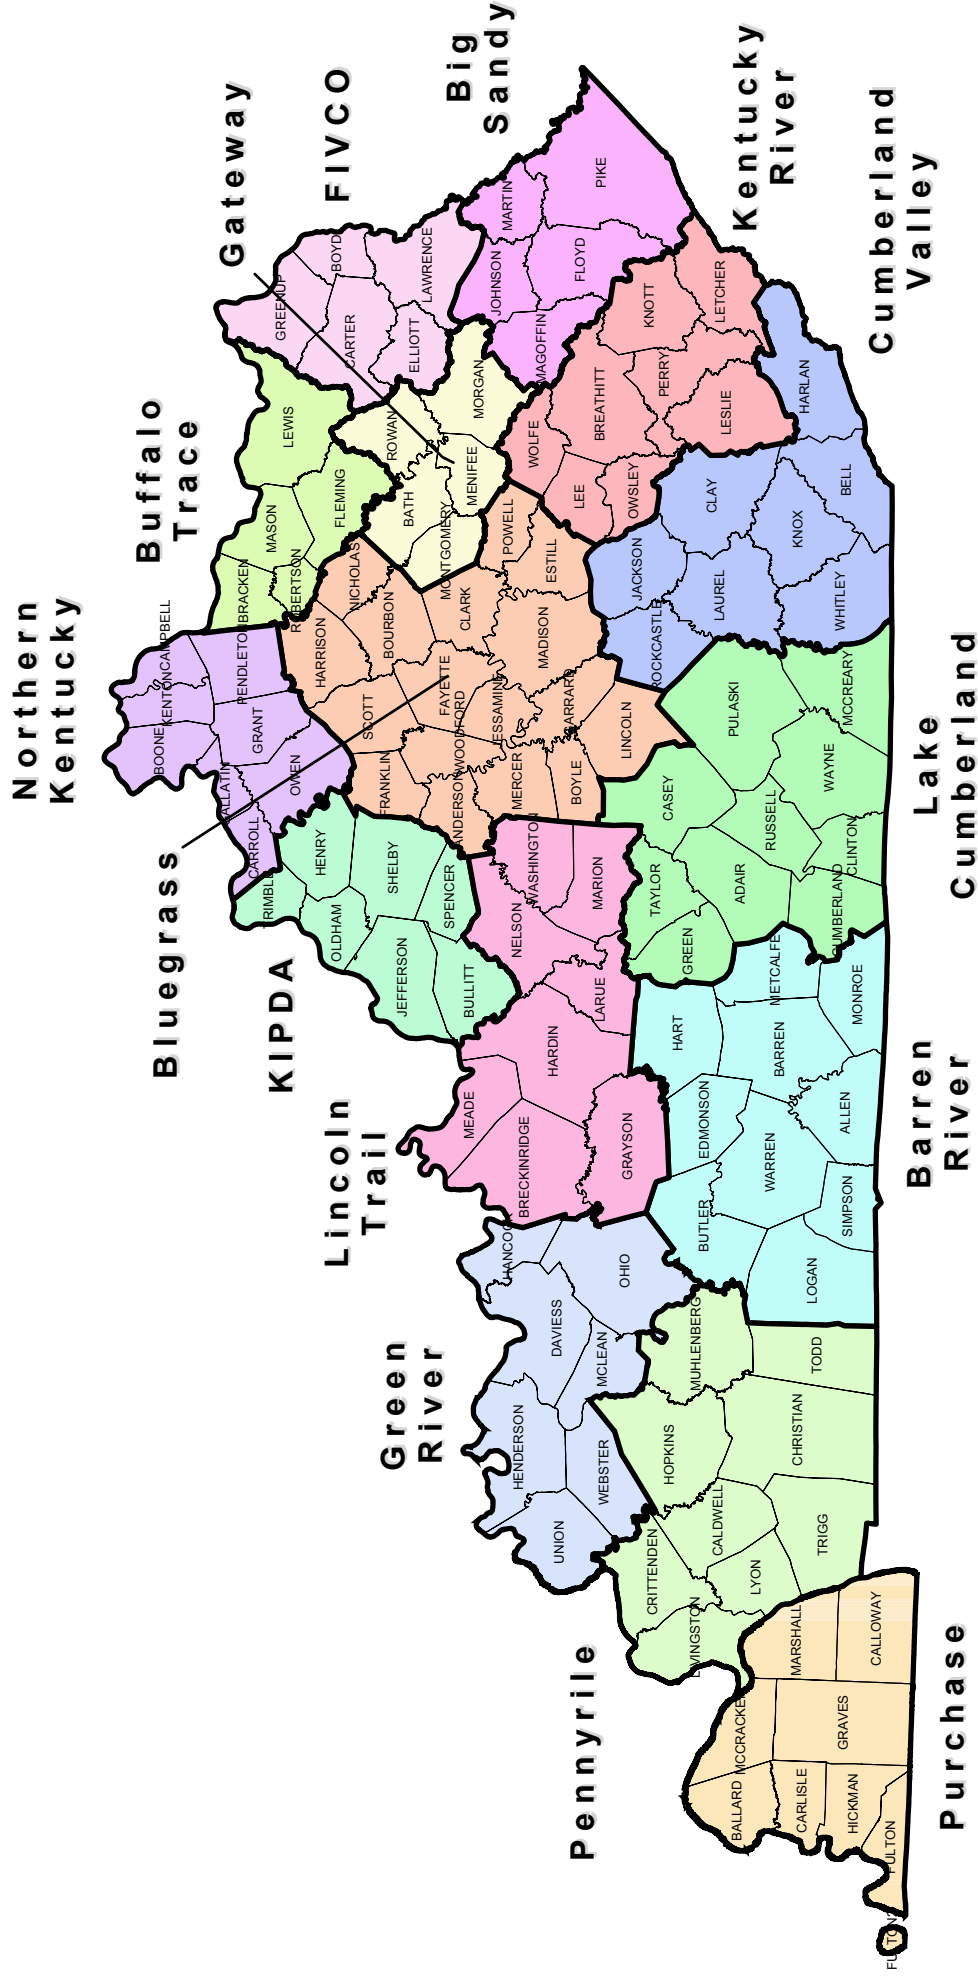 Northern
Kentucky
Buffalo
Trace
Gateway
FIVCO
Big
Sandy
Kentucky
River
Cumberland
Valley
Lake
Cumberland
Barren
River
Bluegrass
KIPDA
Lincoln
Trail
Green
River
Pennyrile
Purchase
BOONE
KENTON
CAMPBELL
PENDLETON
GRANT
GALLATIN
OWEN
CARROLL
BRACKEN
ROBERTSON
MASON
FLEMING
LEWIS
GREENUP
BOYD
CARTER
LAWRENCE
ELLIOTT
ROWAN
BATH
MONTGOMERY
MENIFEE
MORGAN
MARTIN
JOHNSON
MAGOFFIN
FLOYD
PIKE
KNOTT
LETCHER
PERRY
LESLIE
BREATHITT
WOLFE
LEE
OWSLEY
HARLAN
BELL
CLAY
KNOX
JACKSON
LAUREL
WHITLEY
ROCKCASTLE
NICHOLAS
HARRISON
BOURBON
SCOTT
FRANKLIN
FAYETTE
CLARK
POWELL
ESTILL
MADISON
WOODFORD
JESSAMINE
ANDERSON
MERCER
GARRARD
BOYLE
LINCOLN
PULASKI
MCCREARY
WAYNE
CASEY
RUSSELL
CLINTON
TAYLOR
ADAIR
CUMBERLAND
GREEN
TRIMBLE
HENRY
OLDHAM
SHELBY
JEFFERSON
SPENCER
BULLITT
WASHINGTON
NELSON
MARION
LARUE
HARDIN
MEADE
BRECKINRIDGE
GRAYSON
METCALFE
MONROE
HART
BARREN
ALLEN
EDMONSON
WARREN
BUTLER
SIMPSON
LOGAN
HANCOCK
OHIO
DAVIESS
MCLEAN
HENDERSON
WEBSTER
UNION
MUHLENBERG
TODD
CHRISTIAN
HOPKINS
CALDWELL
TRIGG
CRITTENDEN
LYON
LIVINGSTON
MARSHALL
CALLOWAY
MCCRACKEN
GRAVES
BALLARD
CARLISLE
HICKMAN
FULTON
FULTON